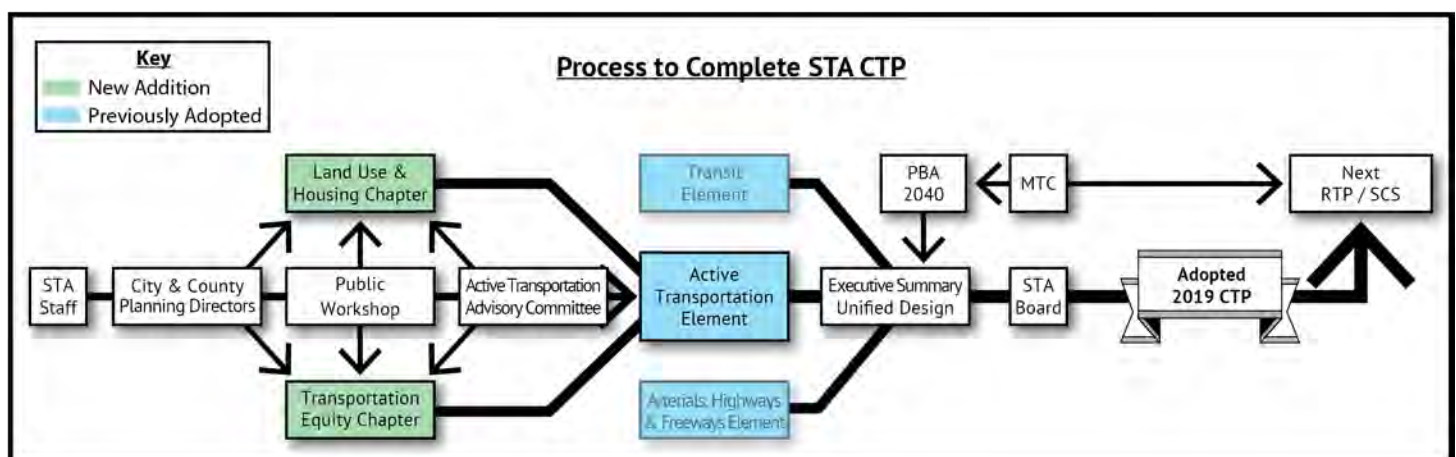 Key
New Addition
Previously Adopted
Process to Complete STA CTP
Land Use &
Housing Chapter
Transit
Element
PBA
2040
MTC
Next
RTP / SCS
STA
Staff
City & County
Planning Directors
Public
Workshop
Active Transportation
Advisory Committee
Active
Transportation
Element
Executive Summary
Unified Design
STA
Board
Adopted
2019 CTP
Transportation
Equity Chapter
Arterials, Highways
& Freeways Element